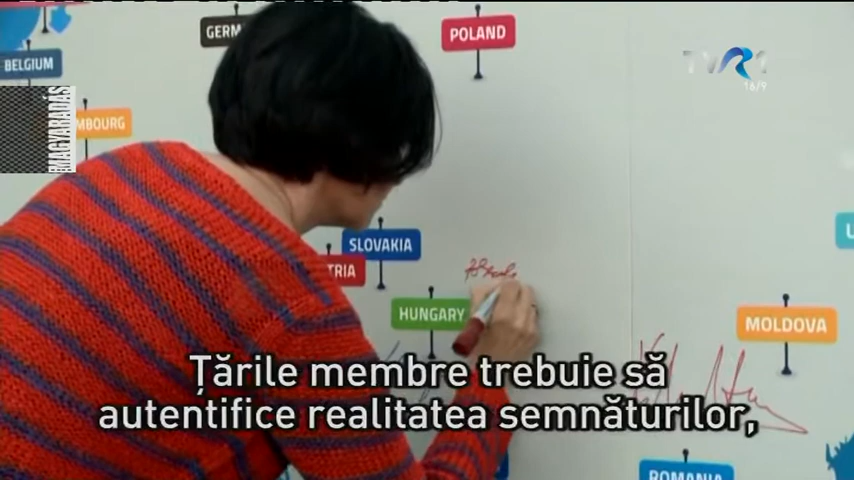 GERM
POLAND
BELGIUM
TVR1
16/9
MBOURG
MAGYARADÁS
SLOVAKIA
TRIA
HUNGARY
MOLDOVA
Țările membre trebuie să
autentifice realitatea semnăturilor,
ROMANIA